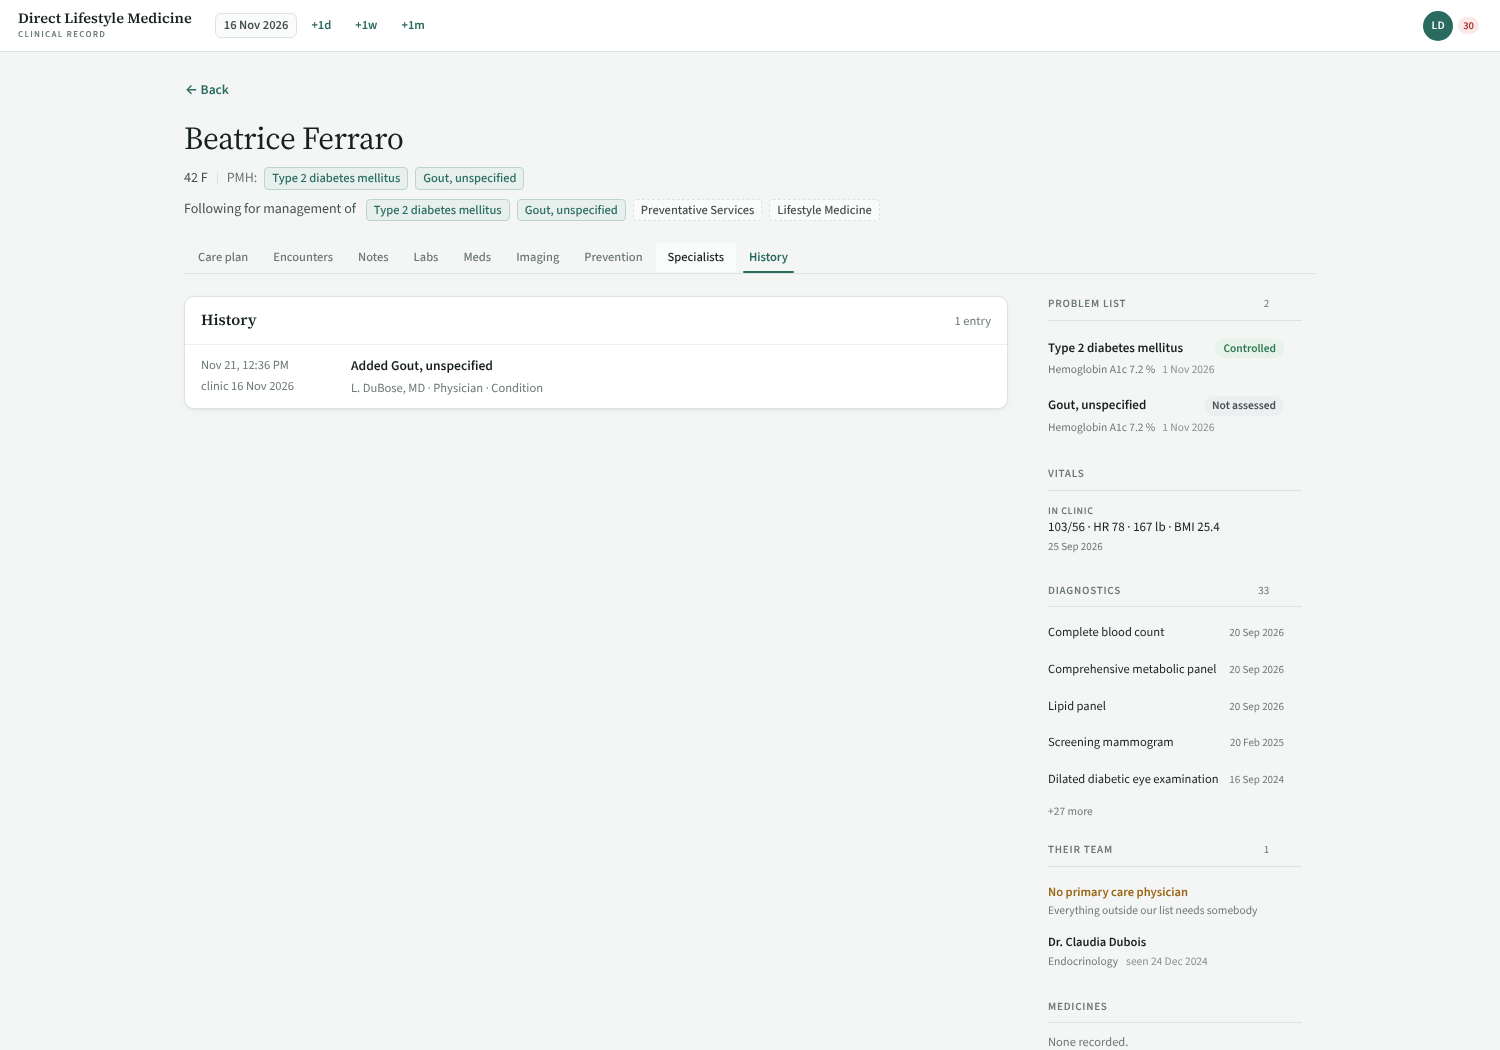 Direct Lifestyle Medicine
CLINICAL RECORD
16 Nov 2026 +1d +1w +1m
LD 30
← Back
Beatrice Ferraro
42 F PMH: Type 2 diabetes mellitus Gout, unspecified
Following for management of Type 2 diabetes mellitus Gout, unspecified Preventative Services Lifestyle Medicine
Care plan Encounters Notes Labs Meds Imaging Prevention Specialists History
History 1 entry
Nov 21, 12:36 PM Added Gout, unspecified
clinic 16 Nov 2026 L. DuBose, MD · Physician · Condition
PROBLEM LIST 2
Type 2 diabetes mellitus Controlled
Hemoglobin A1c 7.2 % 1 Nov 2026
Gout, unspecified Not assessed
Hemoglobin A1c 7.2 % 1 Nov 2026
VITALS
IN CLINIC
103/56 · HR 78 · 167 lb · BMI 25.4
25 Sep 2026
DIAGNOSTICS 33
Complete blood count 20 Sep 2026
Comprehensive metabolic panel 20 Sep 2026
Lipid panel 20 Sep 2026
Screening mammogram 20 Feb 2025
Dilated diabetic eye examination 16 Sep 2024
+27 more
THEIR TEAM 1
No primary care physician
Everything outside our list needs somebody
Dr. Claudia Dubois
Endocrinology seen 24 Dec 2024
MEDICINES
None recorded.